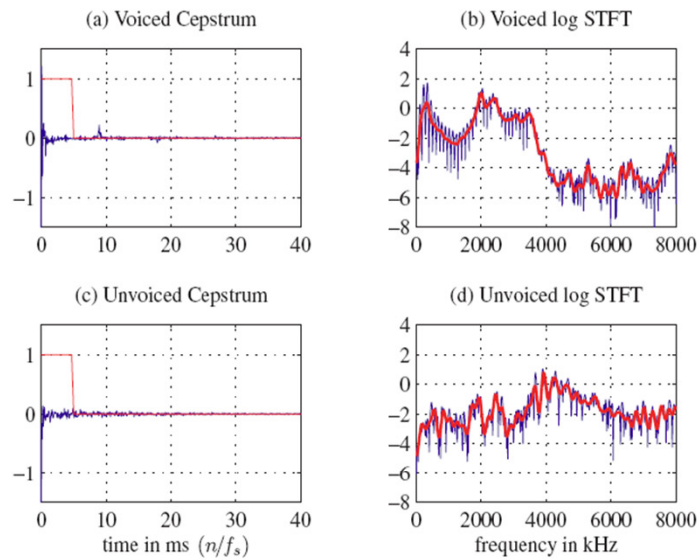 (a) Voiced Cepstrum
1
0
−1
0 10 20 30 40
(b) Voiced log STFT
4
2
0
−2
−4
−6
−8
0 2000 4000 6000 8000
(c) Unvoiced Cepstrum
1
0
−1
0 10 20 30 40
time in ms (n/fs)
(d) Unvoiced log STFT
4
2
0
−2
−4
−6
−8
0 2000 4000 6000 8000
frequency in kHz